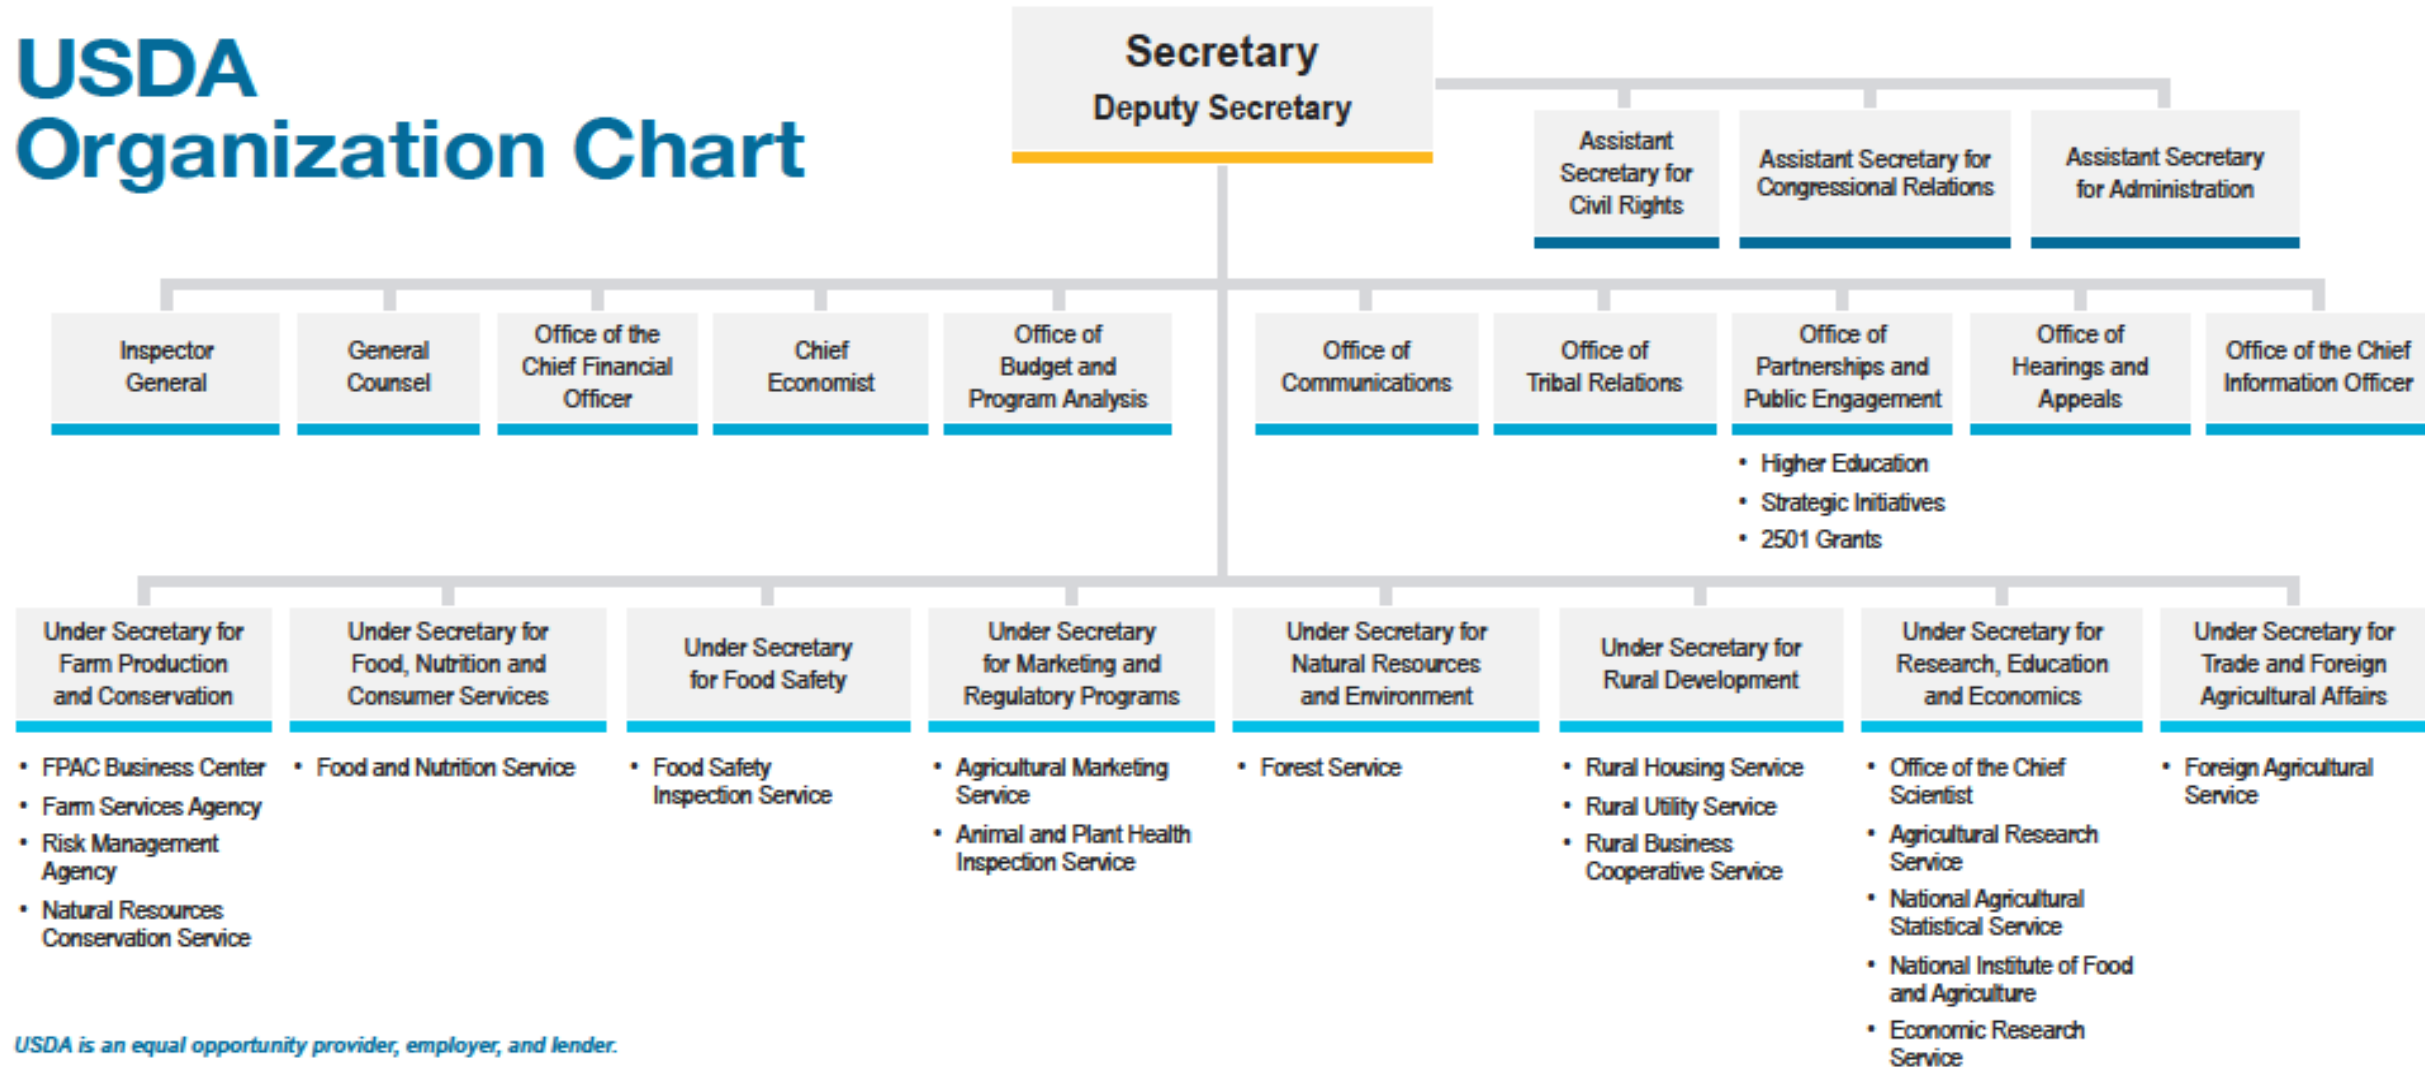 USDA
Organization Chart
Secretary
Deputy Secretary
Assistant
Secretary for
Civil Rights
Assistant Secretary for
Congressional Relations
Assistant Secretary
for Administration
Inspector
General
General
Counsel
Office of the
Chief Financial
Officer
Chief
Economist
Office of
Budget and
Program Analysis
Office of
Communications
Office of
Tribal Relations
Office of
Partnerships and
Public Engagement
• Higher Education
• Strategic Initiatives
• 2501 Grants
Office of
Hearings and
Appeals
Office of the Chief
Information Officer
Under Secretary for
Farm Production
and Conservation
• FPAC Business Center
• Farm Services Agency
• Risk Management
Agency
• Natural Resources
Conservation Service
Under Secretary for
Food, Nutrition and
Consumer Services
• Food and Nutrition Service
Under Secretary
for Food Safety
• Food Safety
Inspection Service
Under Secretary
for Marketing and
Regulatory Programs
• Agricultural Marketing
Service
• Animal and Plant Health
Inspection Service
Under Secretary for
Natural Resources
and Environment
• Forest Service
Under Secretary for
Rural Development
• Rural Housing Service
• Rural Utility Service
• Rural Business
Cooperative Service
Under Secretary for
Research, Education
and Economics
• Office of the Chief
Scientist
• Agricultural Research
Service
• National Agricultural
Statistical Service
• National Institute of Food
and Agriculture
• Economic Research
Service
Under Secretary for
Trade and Foreign
Agricultural Affairs
• Foreign Agricultural
Service
USDA is an equal opportunity provider, employer, and lender.